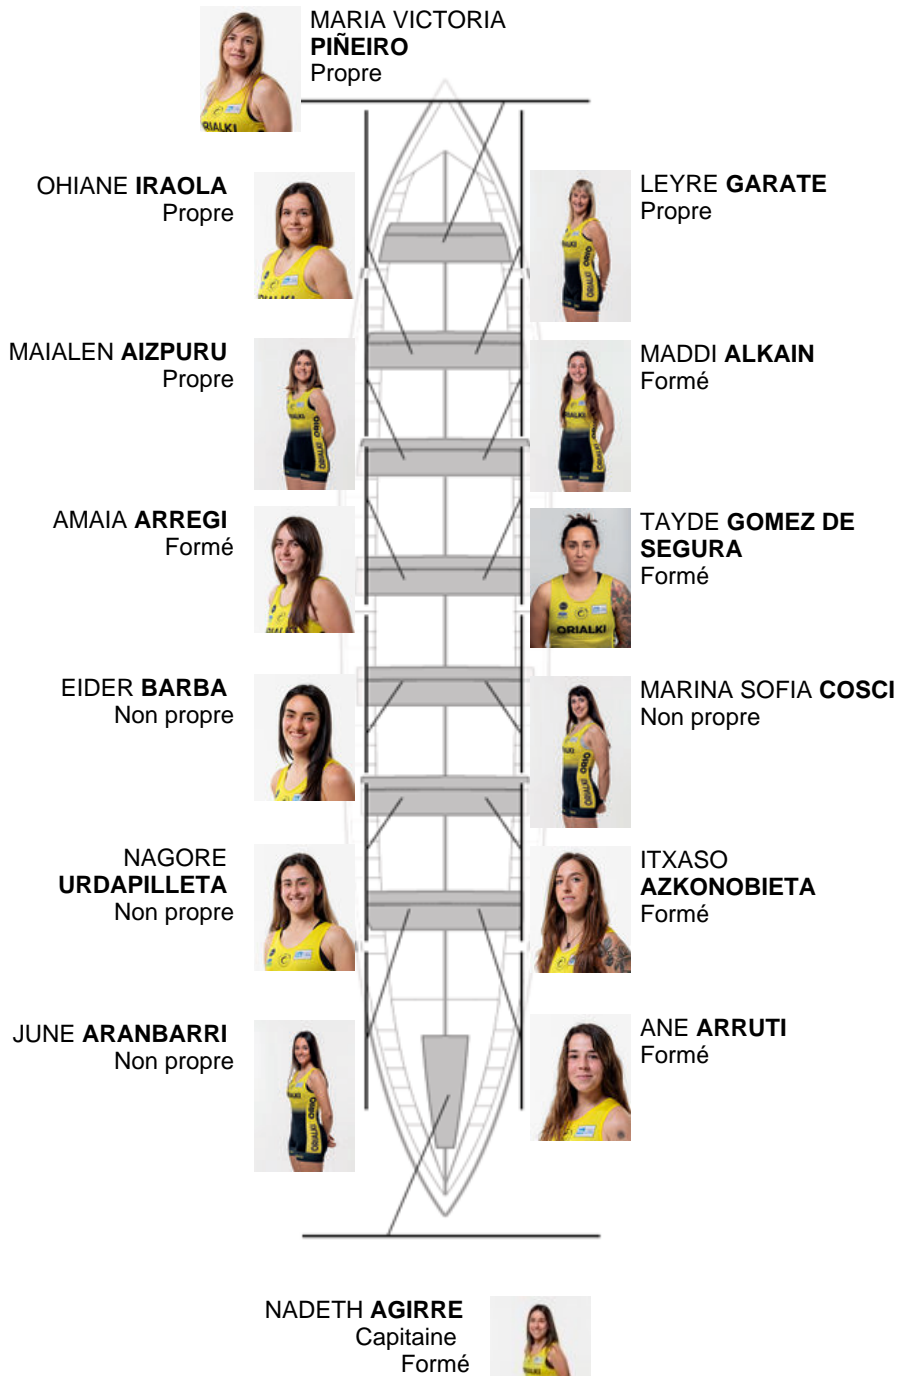 MARIA VICTORIA
PIÑEIRO
Propre
OHIANE IRAOLA
Propre
LEYRE GARATE
Propre
MAIALEN AIZPURU
Propre
MADDI ALKAIN
Formé
AMAIA ARREGI
Formé
TAYDE GOMEZ DE
SEGURA
Formé
EIDER BARBA
Non propre
MARINA SOFIA COSCI
Non propre
NAGORE
URDAPILLETA
Non propre
ITXASO
AZKONOBIETA
Formé
JUNE ARANBARRI
Non propre
ANE ARRUTI
Formé
NADETH AGIRRE
Capitaine
Formé
ORIALKI